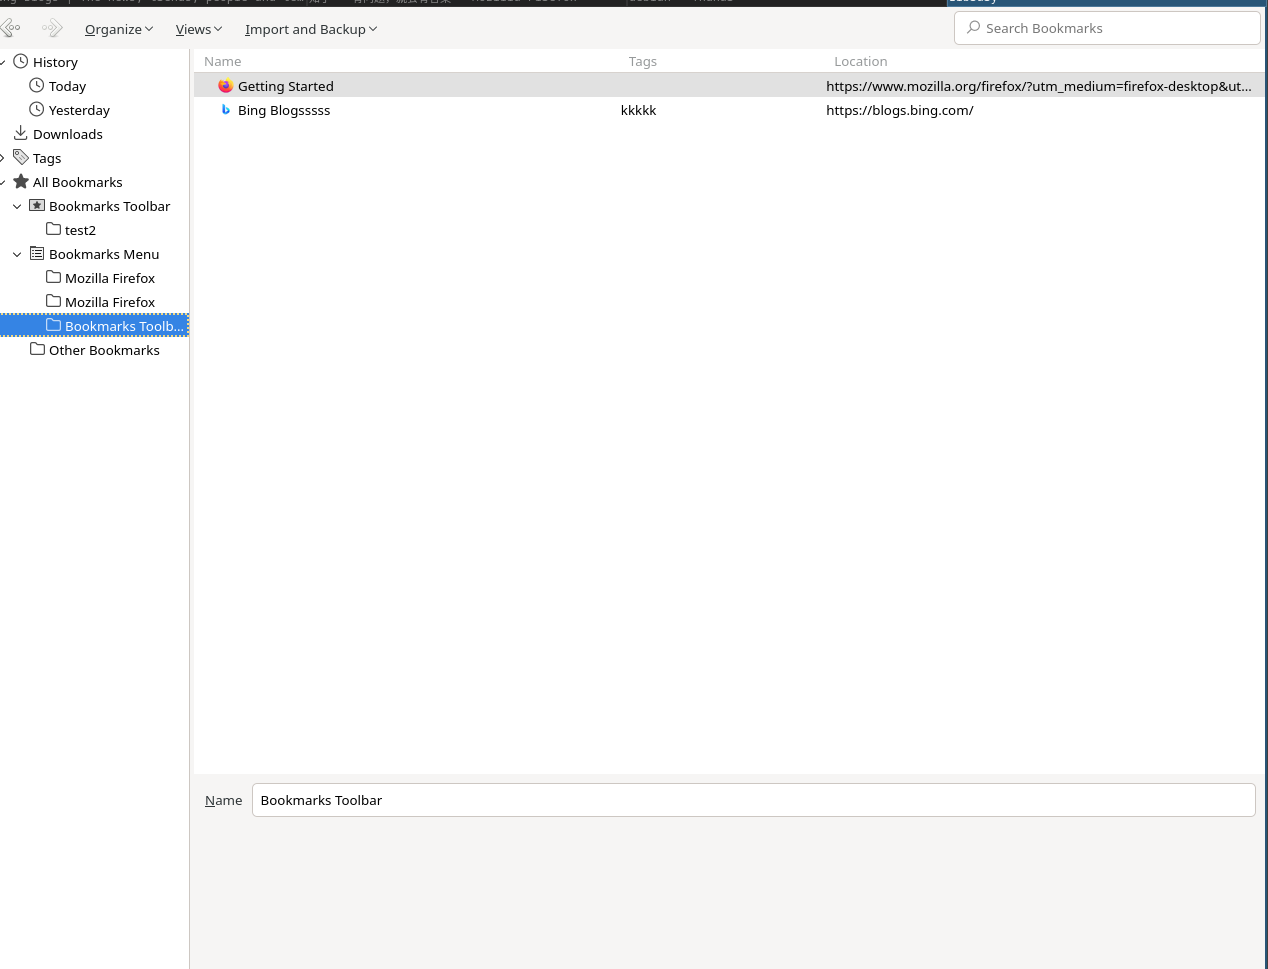 Organize Views Import and Backup Search Bookmarks
Name Tags Location
History
Today
Yesterday
Downloads
Tags
All Bookmarks
Bookmarks Toolbar
test2
Bookmarks Menu
Mozilla Firefox
Mozilla Firefox
Bookmarks Toolb...
Other Bookmarks
Getting Started https://www.mozilla.org/firefox/?utm_medium=firefox-desktop&ut...
Bing Blogsssss kkkkk https://blogs.bing.com/
Name Bookmarks Toolbar